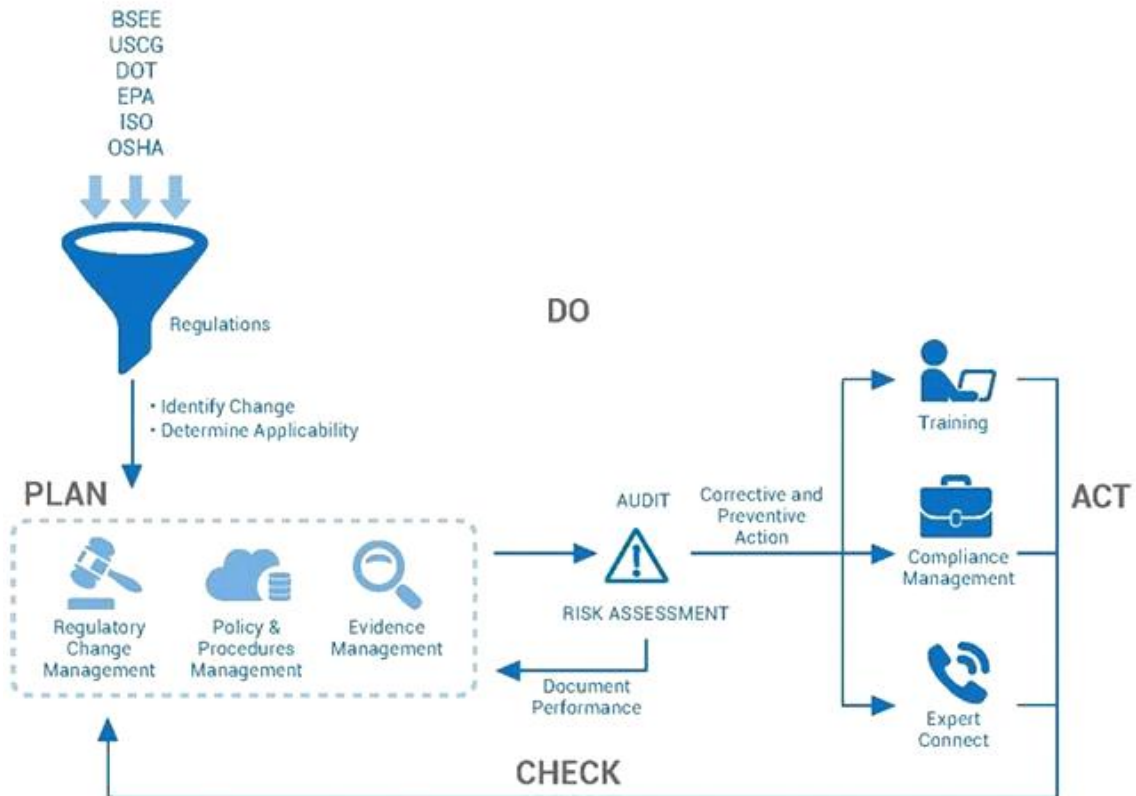 BSEE
USCG
DOT
EPA
ISO
OSHA
Regulations
• Identify Change
• Determine Applicability
PLAN
Regulatory
Change
Management
Policy &
Procedures
Management
Evidence
Management
DO
AUDIT
RISK ASSESSMENT
Document
Performance
Corrective and
Preventive
Action
Training
Compliance
Management
Expert
Connect
ACT
CHECK